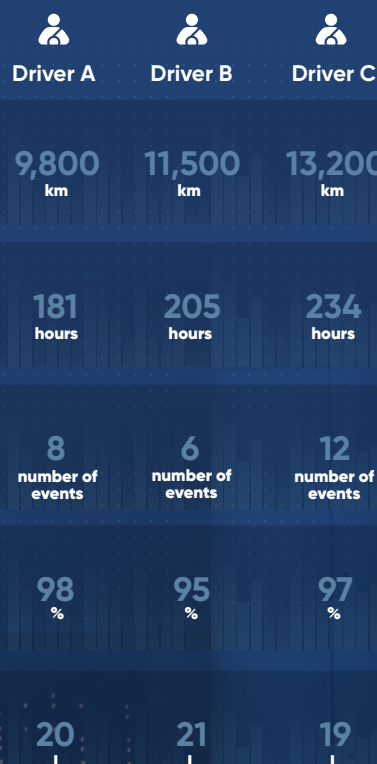 Driver A Driver B Driver C
9,800 11,500 13,200
km km km
181 205 234
hours hours hours
8 6 12
number of number of number of
events events events
98 95 97
% % %
20 21 19